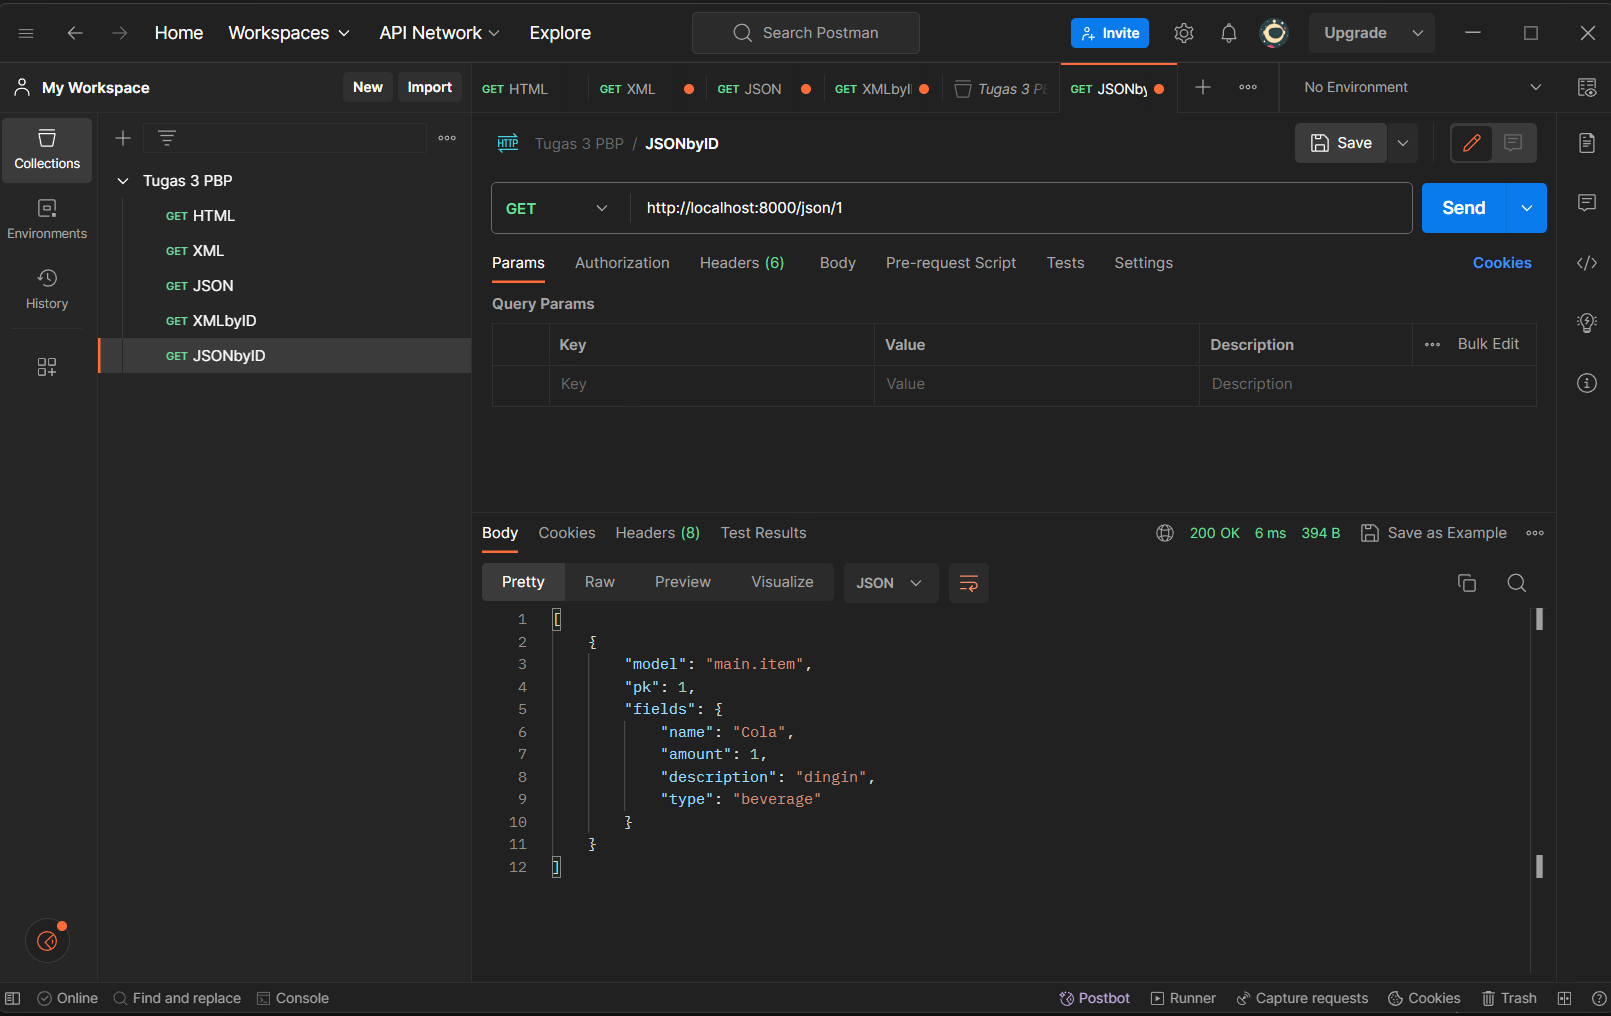 Home Workspaces API Network Explore Search Postman Invite Upgrade
My Workspace New Import GET HTML GET XML GET JSON GET XMLbyI Tugas 3 P GET JSONby No Environment
Collections
Environments
History
Tugas 3 PBP
GET HTML
GET XML
GET JSON
GET XMLbyID
GET JSONbyID
HTTP Tugas 3 PBP / JSONbyID Save
GET http://localhost:8000/json/1 Send
Params Authorization Headers (6) Body Pre-request Script Tests Settings Cookies
Query Params
Key Value Description Bulk Edit
Key Value Description
Body Cookies Headers (8) Test Results 200 OK 6 ms 394 B Save as Example
Pretty Raw Preview Visualize JSON
1 [
2 {
3 "model": "main.item",
4 "pk": 1,
5 "fields": {
6 "name": "Cola",
7 "amount": 1,
8 "description": "dingin",
9 "type": "beverage"
10 }
11 }
12 ]
Online Find and replace Console Postbot Runner Capture requests Cookies Trash